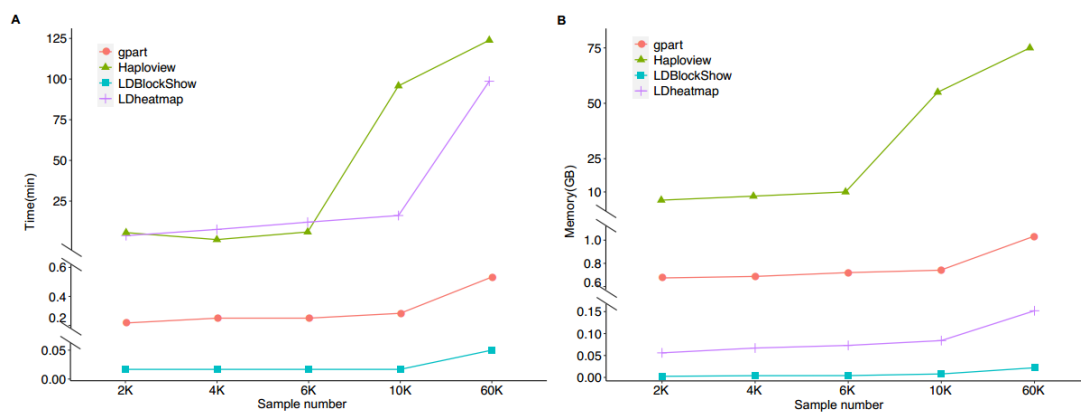 A
Time(min)
125
100
75
50
25
0.6
0.4
0.2
0.05
0.00
gpart
Haploview
LDBlockShow
LDheatmap
2K 4K 6K 10K 60K
Sample number
B
Memory(GB)
75
50
25
10
1.0
0.8
0.6
0.15
0.10
0.05
0.00
gpart
Haploview
LDBlockShow
LDheatmap
2K 4K 6K 10K 60K
Sample number